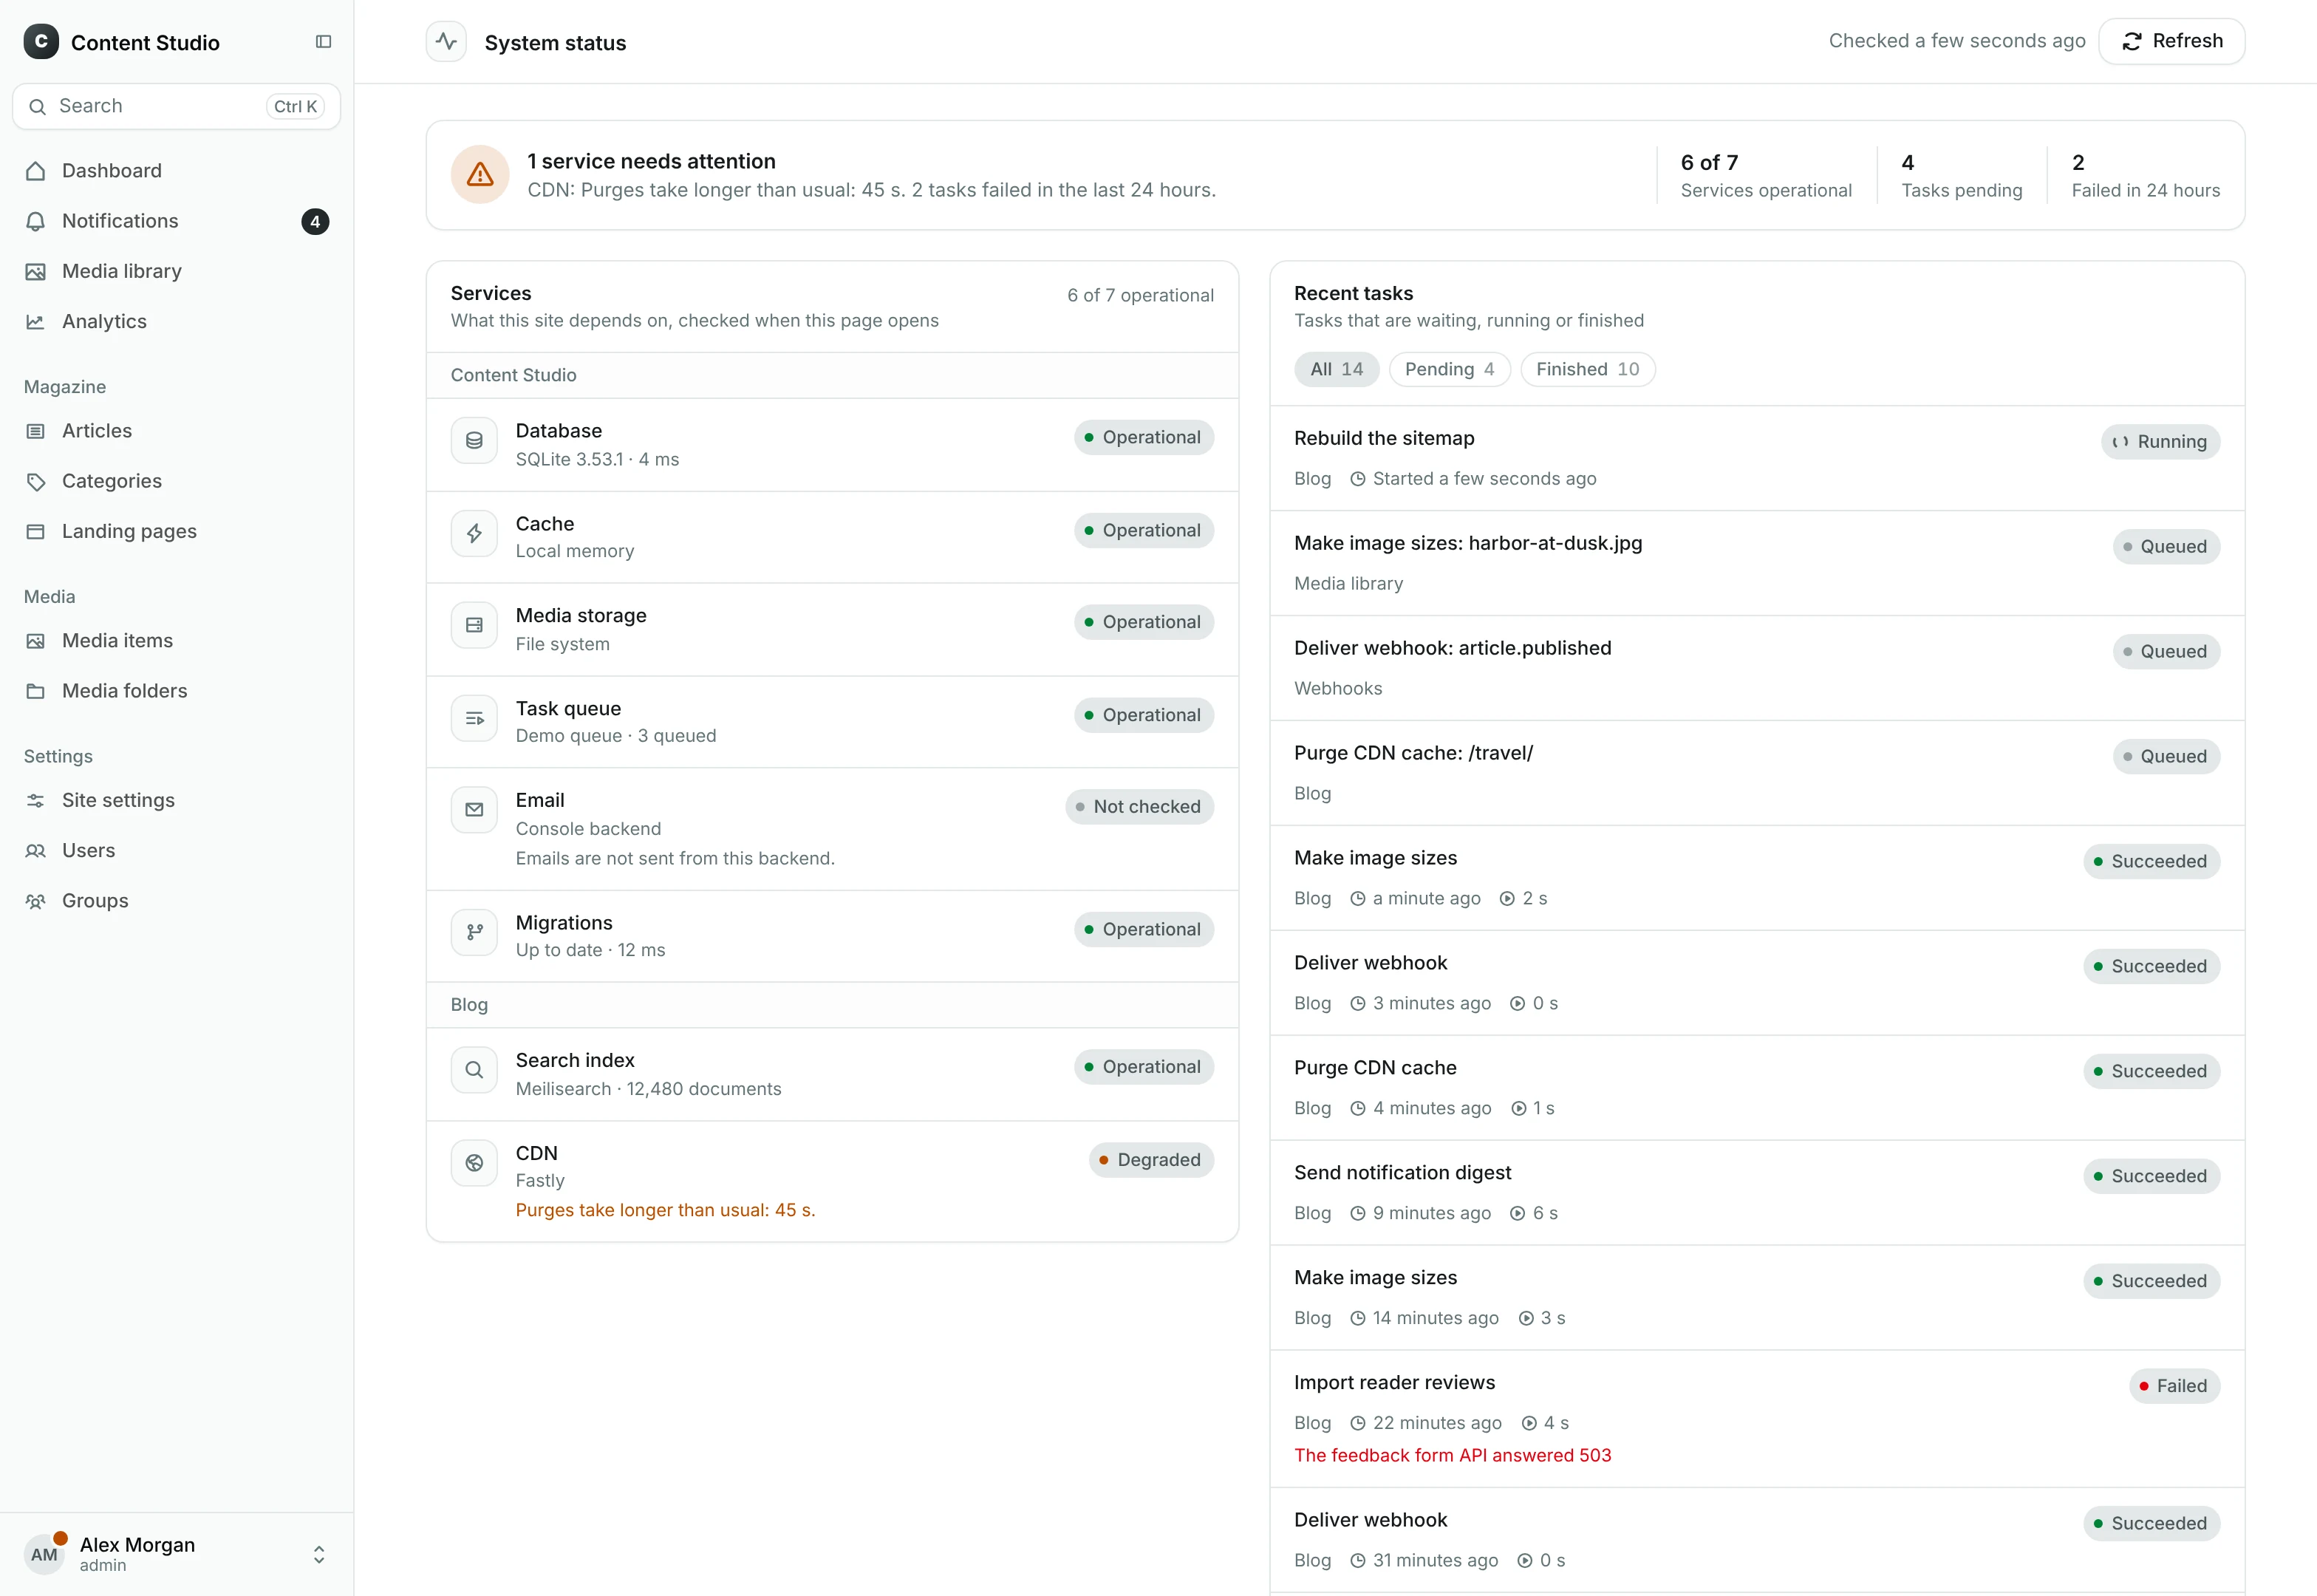 C Content Studio
Search Ctrl K
Dashboard
Notifications 4
Media library
Analytics
Magazine
Articles
Categories
Landing pages
Media
Media items
Media folders
Settings
Site settings
Users
Groups
AM Alex Morgan
admin
System status
Checked a few seconds ago Refresh
1 service needs attention
CDN: Purges take longer than usual: 45 s. 2 tasks failed in the last 24 hours.
6 of 7
Services operational
4
Tasks pending
2
Failed in 24 hours
Services
6 of 7 operational
What this site depends on, checked when this page opens
Content Studio
Database
Operational
SQLite 3.53.1 · 4 ms
Cache
Operational
Local memory
Media storage
Operational
File system
Task queue
Operational
Demo queue · 3 queued
Email
Not checked
Console backend
Emails are not sent from this backend.
Migrations
Operational
Up to date · 12 ms
Blog
Search index
Operational
Meilisearch · 12,480 documents
CDN
Degraded
Fastly
Purges take longer than usual: 45 s.
Recent tasks
Tasks that are waiting, running or finished
All 14 Pending 4 Finished 10
Rebuild the sitemap
Running
Blog Started a few seconds ago
Make image sizes: harbor-at-dusk.jpg
Queued
Media library
Deliver webhook: article.published
Queued
Webhooks
Purge CDN cache: /travel/
Queued
Blog
Make image sizes
Succeeded
Blog a minute ago 2 s
Deliver webhook
Succeeded
Blog 3 minutes ago 0 s
Purge CDN cache
Succeeded
Blog 4 minutes ago 1 s
Send notification digest
Succeeded
Blog 9 minutes ago 6 s
Make image sizes
Succeeded
Blog 14 minutes ago 3 s
Import reader reviews
Failed
Blog 22 minutes ago 4 s
The feedback form API answered 503
Deliver webhook
Succeeded
Blog 31 minutes ago 0 s